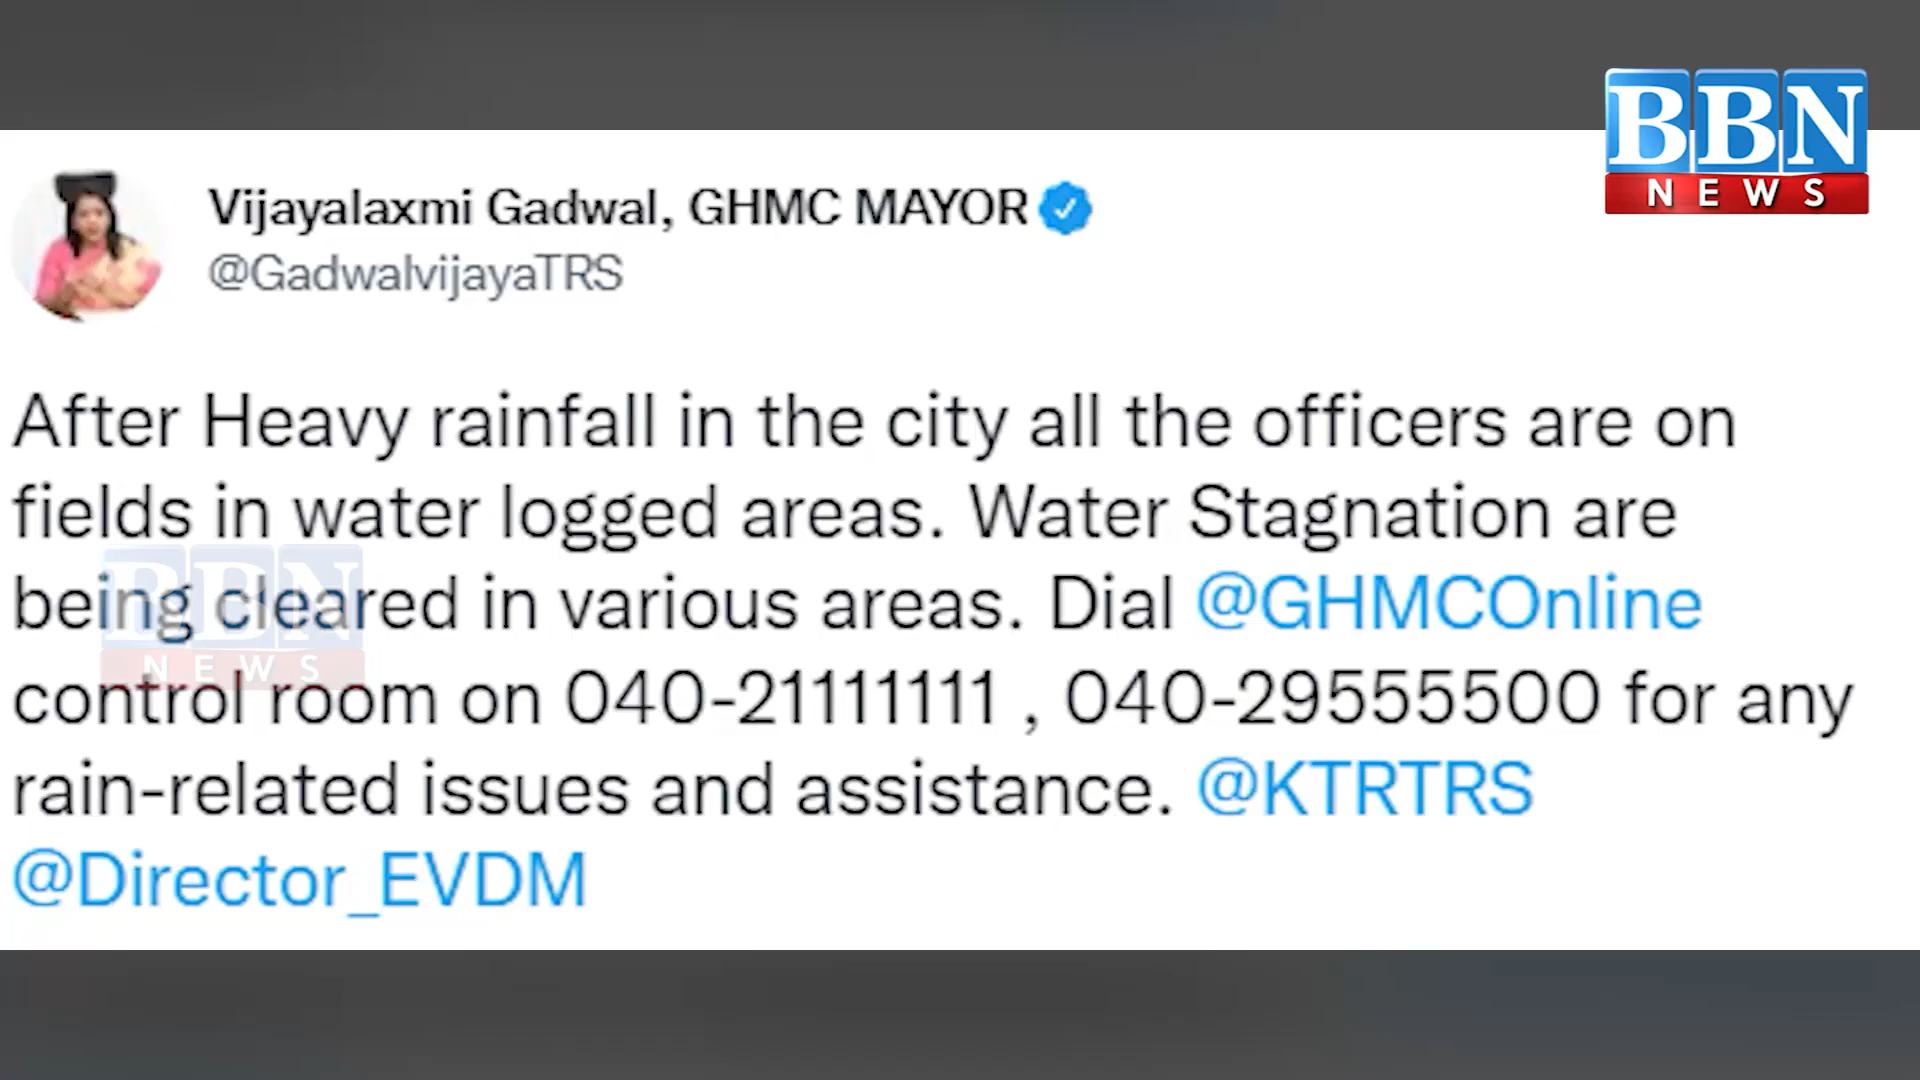 BBN
NEWS
Vijayalaxmi Gadwal, GHMC MAYOR
@GadwalvijayaTRS
After Heavy rainfall in the city all the officers are on
fields in water logged areas. Water Stagnation are
being cleared in various areas. Dial @GHMCOnline
control room on 040-21111111 , 040-29555500 for any
rain-related issues and assistance. @KTRTRS
@Director_EVDM
BBN
NEWS